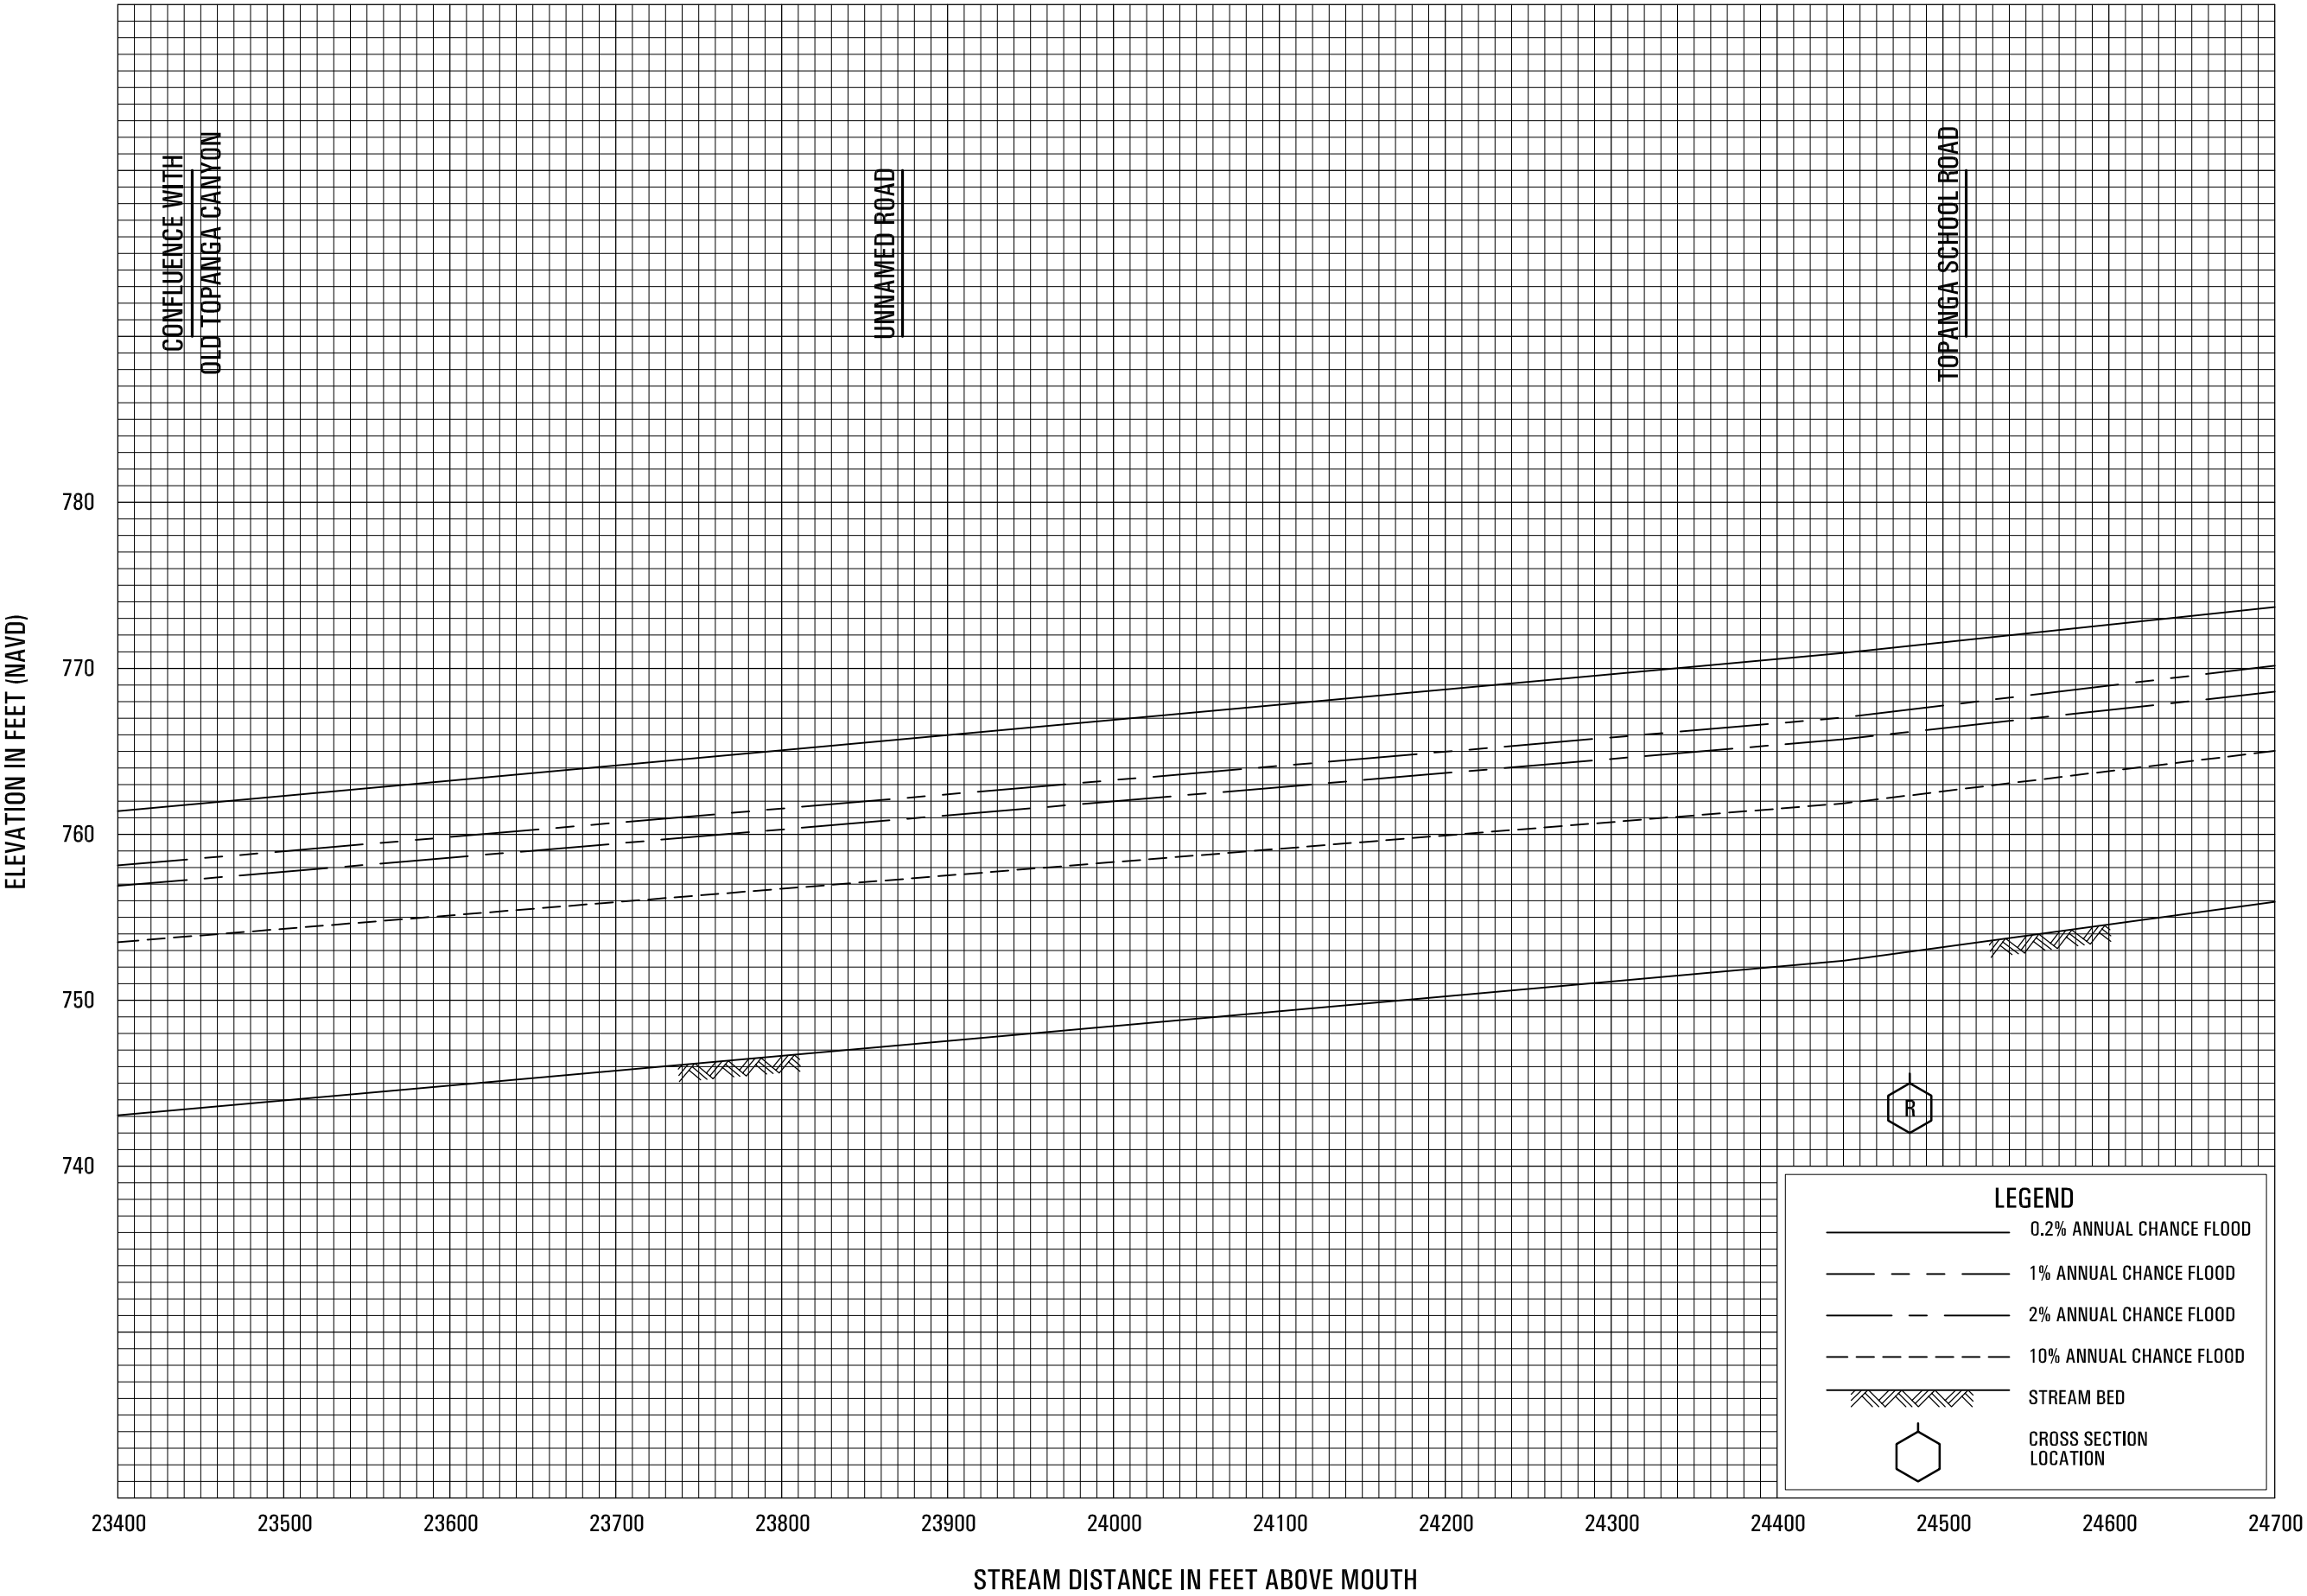 CONFLUENCE WITH
OLD TOPANGA CANYON
UNNAMED ROAD
TOPANGA SCHOOL ROAD
ELEVATION IN FEET (NAVD)
780
770
760
750
740
R
LEGEND
0.2% ANNUAL CHANCE FLOOD
1% ANNUAL CHANCE FLOOD
2% ANNUAL CHANCE FLOOD
10% ANNUAL CHANCE FLOOD
STREAM BED
CROSS SECTION
LOCATION
23400 23500 23600 23700 23800 23900 24000 24100 24200 24300 24400 24500 24600 24700
STREAM DISTANCE IN FEET ABOVE MOUTH